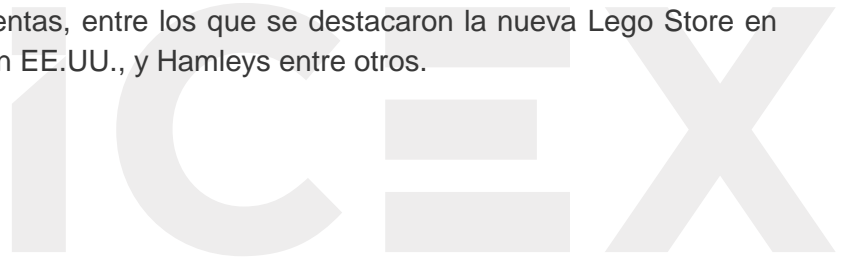 entas, entre los que se destacaron la nueva Lego Store en
n EE.UU., y Hamleys entre otros.
ICEX